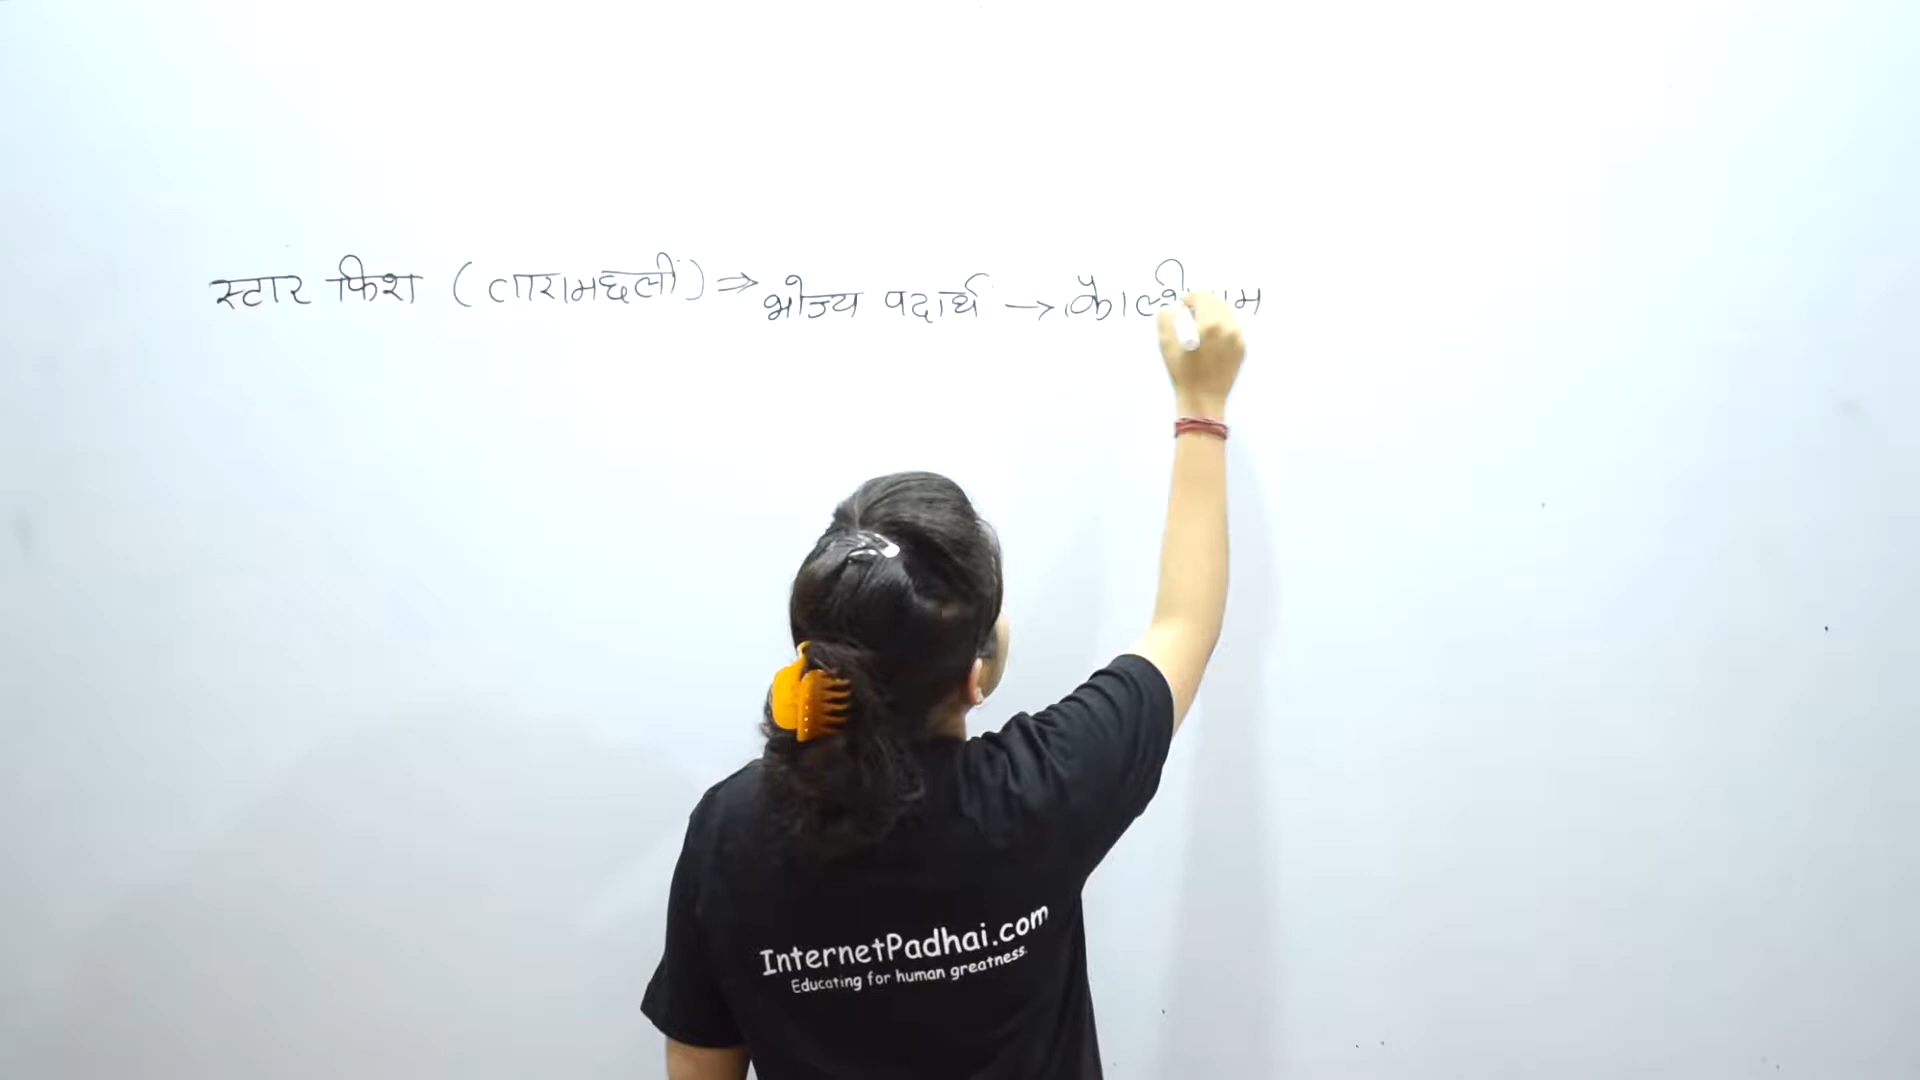 स्टार फिश (तारामछली) ⇒ भोज्य पदार्थ →
InternetPadhai.com
Educating for human greatness.